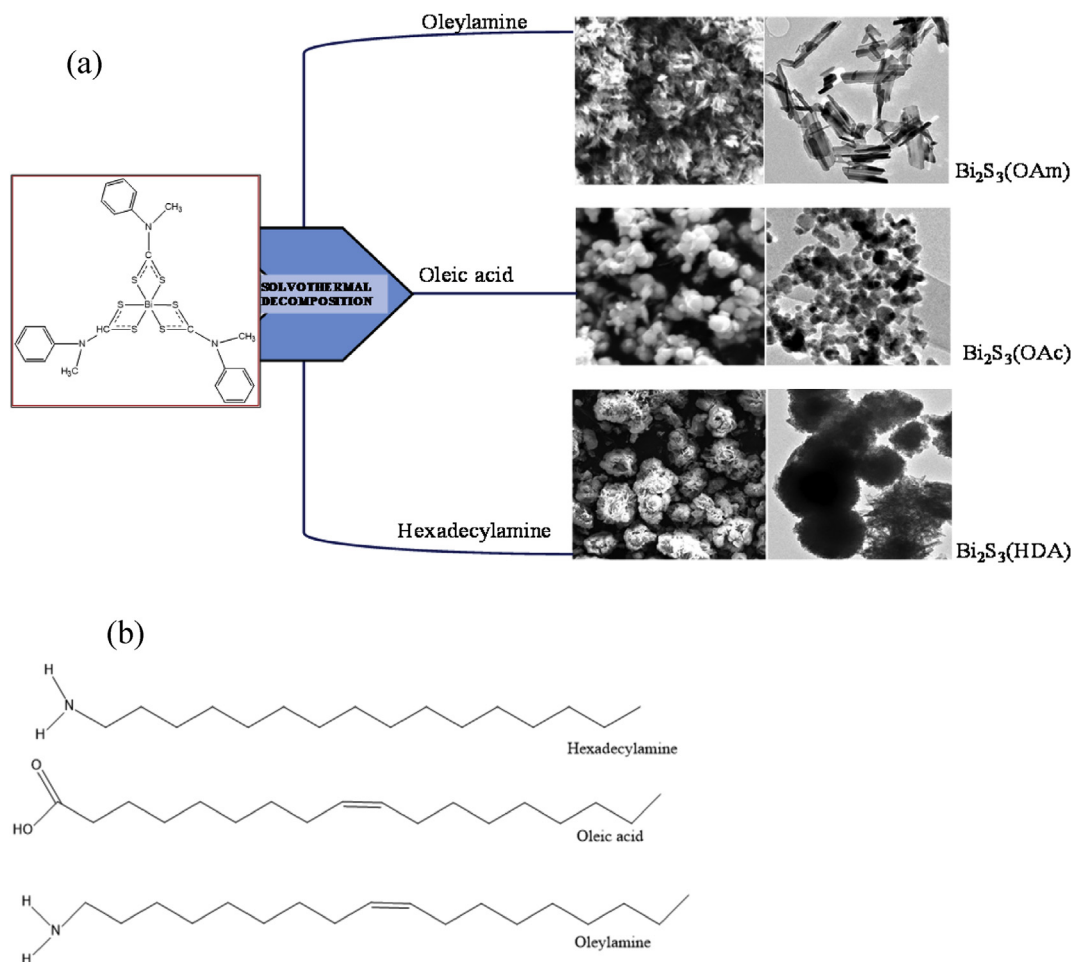 (a)
Oleylamine
Bi₂S₃(OAm)
N
CH₃
C
S
S
SOLVOTHERMAL
DECOMPOSITION
Oleic acid
Bi₂S₃(OAc)
S
Bi
S
HC
S
S
C
N
CH₃
N
H₃C
CH₃
Hexadecylamine
Bi₂S₃(HDA)
(b)
H
N
H
Hexadecylamine
O
HO
Oleic acid
H
N
H
Oleylamine